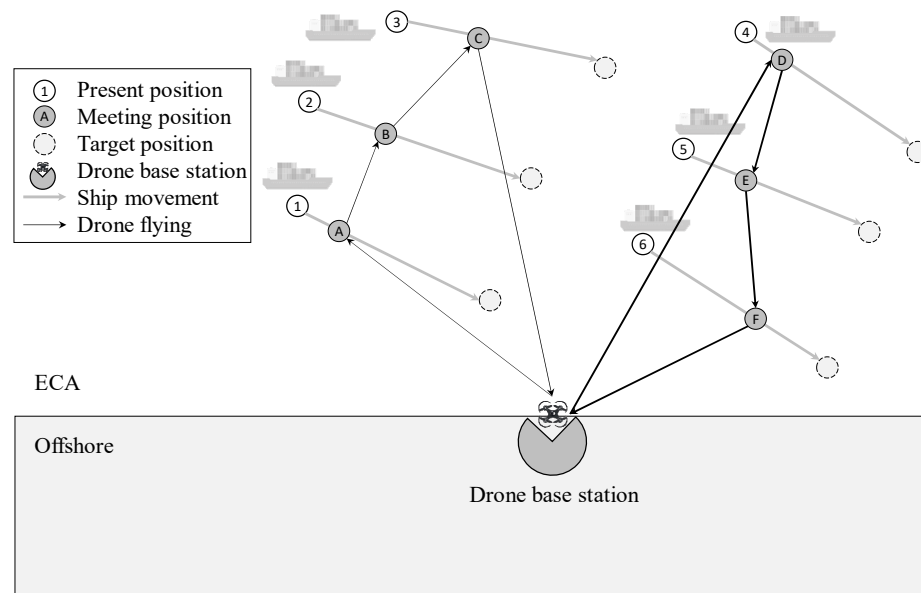 3
C
4
D
2
B
5
E
1
A
6
F
1 Present position
A Meeting position
Target position
Drone base station
Ship movement
Drone flying
ECA
Offshore
Drone base station